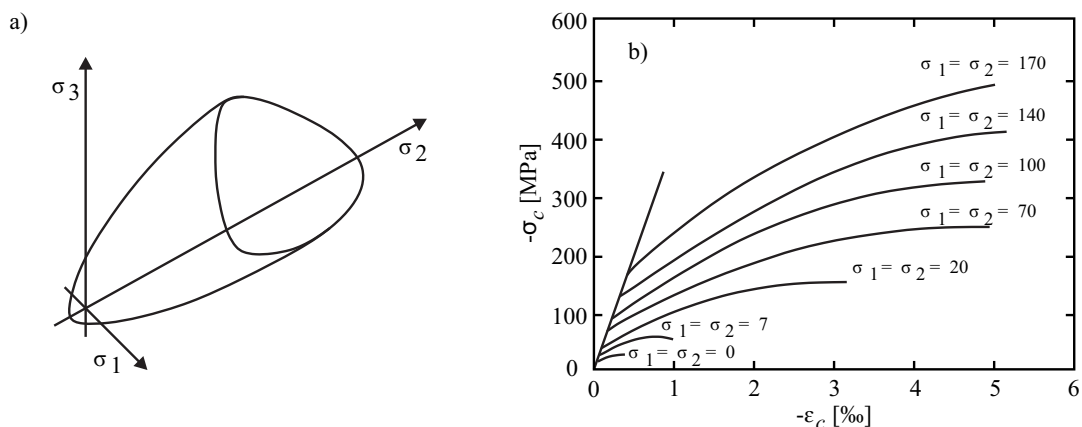 a)
σ3
σ2
σ1
b)
-σc [MPa]
600
500
400
300
200
100
0
σ1 = σ2 = 170
σ1 = σ2 = 140
σ1 = σ2 = 100
σ1 = σ2 = 70
σ1 = σ2 = 20
σ1 = σ2 = 7
σ1 = σ2 = 0
0 1 2 3 4 5 6
-εc [‰]